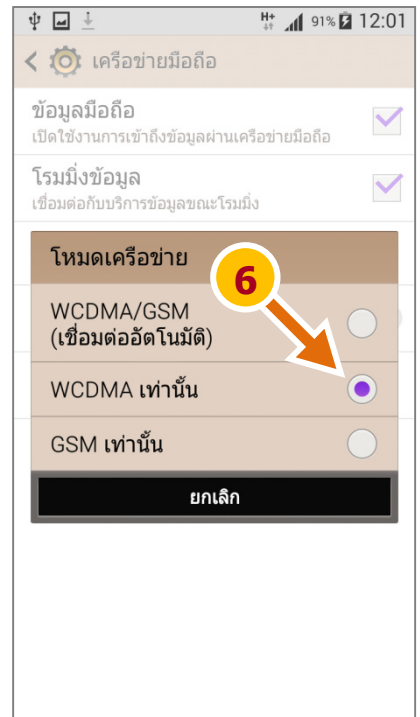 H+ 91% 12:01
เครือข่ายมือถือ
ข้อมูลมือถือ
เปิดใช้งานการเข้าถึงข้อมูลผ่านเครือข่ายมือถือ
โรมมิ่งข้อมูล
เชื่อมต่อกับบริการข้อมูลขณะโรมมิ่ง
โหมดเครือข่าย
6
WCDMA/GSM
(เชื่อมต่ออัตโนมัติ)
WCDMA เท่านั้น
GSM เท่านั้น
ยกเลิก